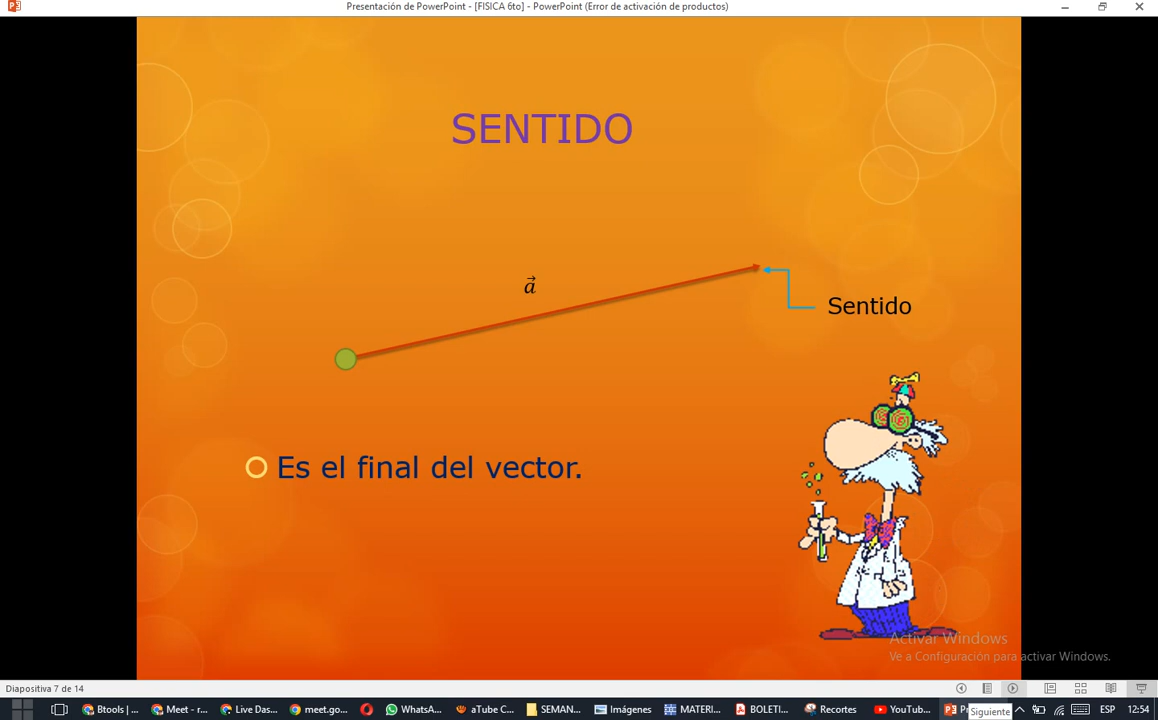 Presentación de PowerPoint - [FISICA 6to] - PowerPoint (Error de activación de productos)
SENTIDO
a⃗
Sentido
Es el final del vector.
Activar Windows
Ve a Configuración para activar Windows.
Diapositiva 7 de 14
Btools | ...
Meet - r...
Live Das...
meet.go...
WhatsA...
aTube C...
SEMAN...
Imágenes
MATERI...
BOLETI...
Recortes
YouTub...
Siguiente
ESP
12:54